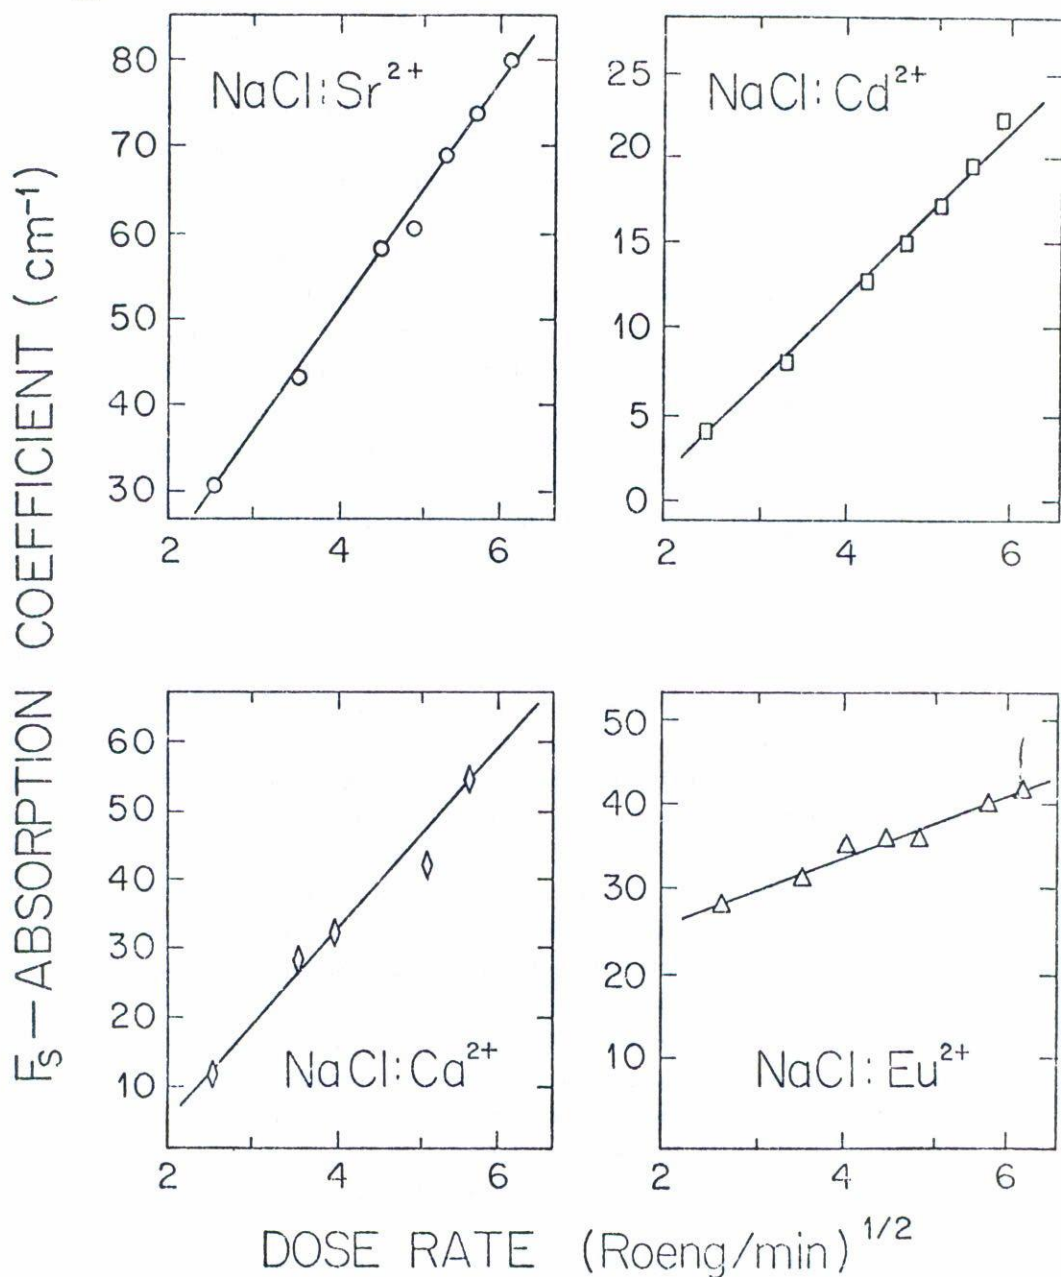 F_S—ABSORPTION COEFFICIENT (cm⁻¹)
NaCl:Sr²⁺
80
70
60
50
40
30
2 4 6
NaCl:Cd²⁺
25
20
15
10
5
0
2 4 6
NaCl:Ca²⁺
60
50
40
30
20
10
2 4 6
NaCl:Eu²⁺
50
40
30
20
10
2 4 6
DOSE RATE (Roeng/min)^1/2